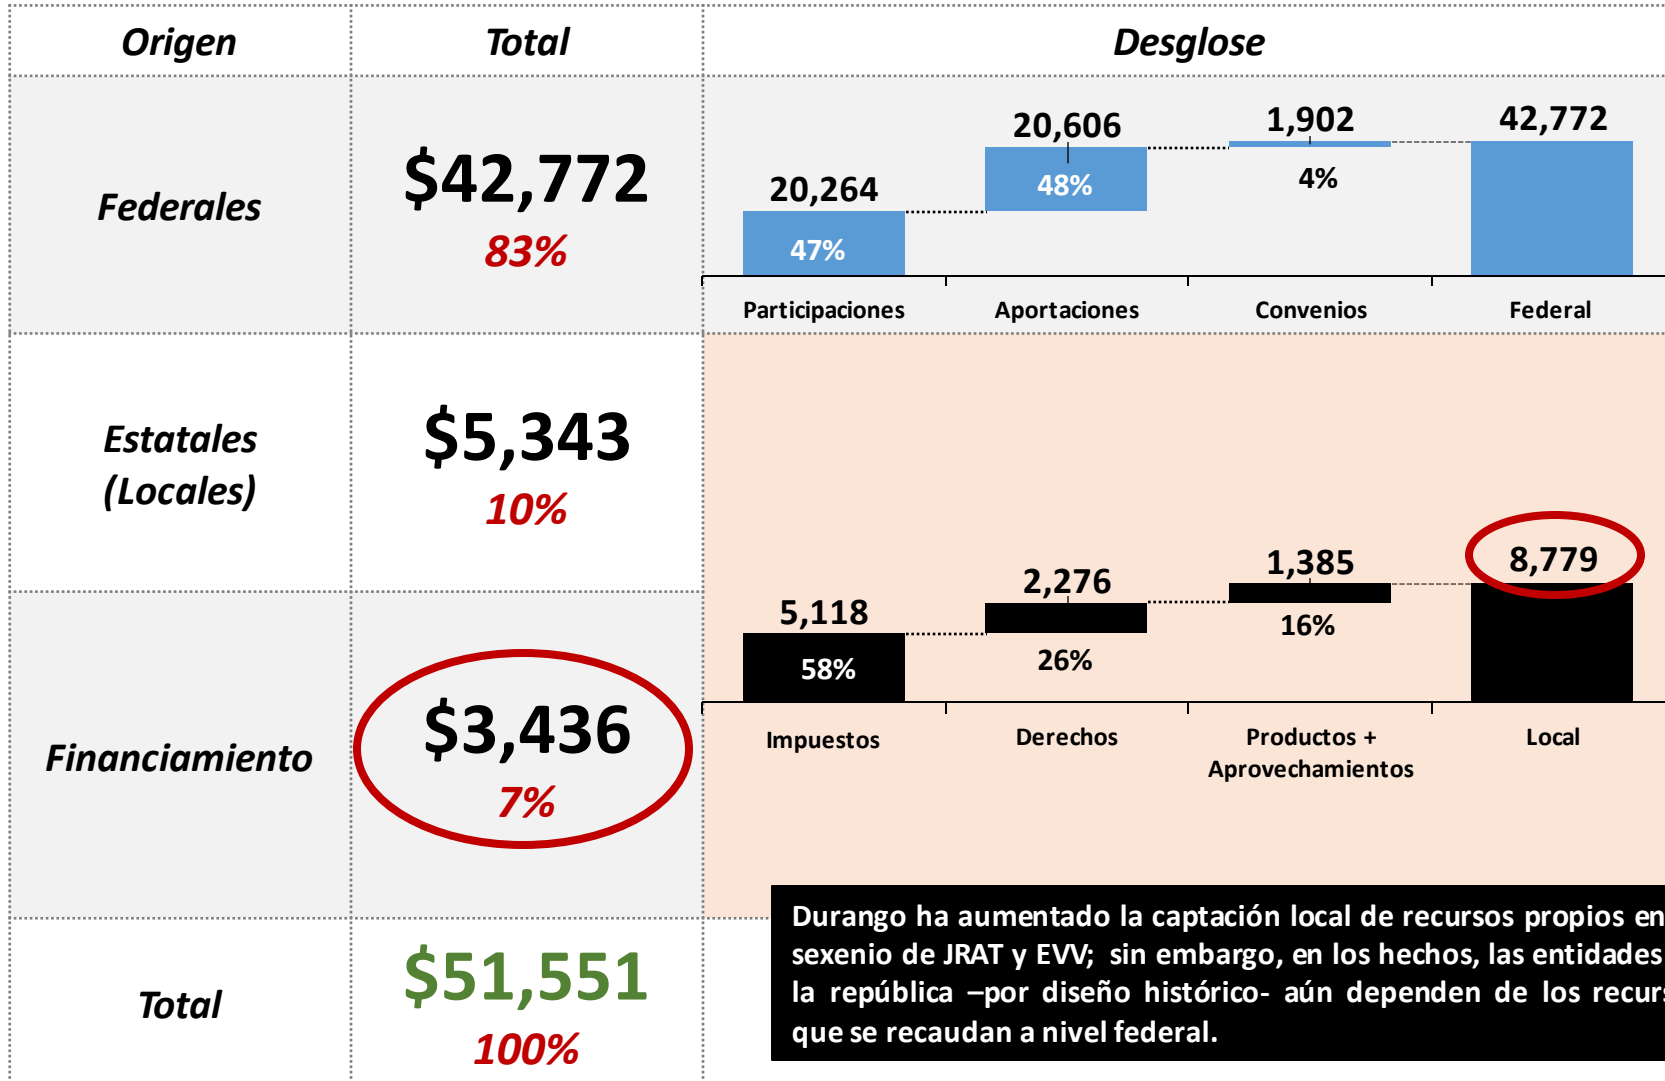 Origen
Total
Desglose
Federales
$42,772
83%
20,264
20,606
1,902
42,772
47%
48%
4%
Participaciones
Aportaciones
Convenios
Federal
Estatales
(Locales)
$5,343
10%
Financiamiento
$3,436
7%
5,118
2,276
1,385
8,779
58%
26%
16%
Impuestos
Derechos
Productos +
Aprovechamientos
Local
Total
$51,551
100%
Durango ha aumentado la captación local de recursos propios en
sexenio de JRAT y EVV; sin embargo, en los hechos, las entidades
la república –por diseño histórico- aún dependen de los
que se recaudan a nivel federal.